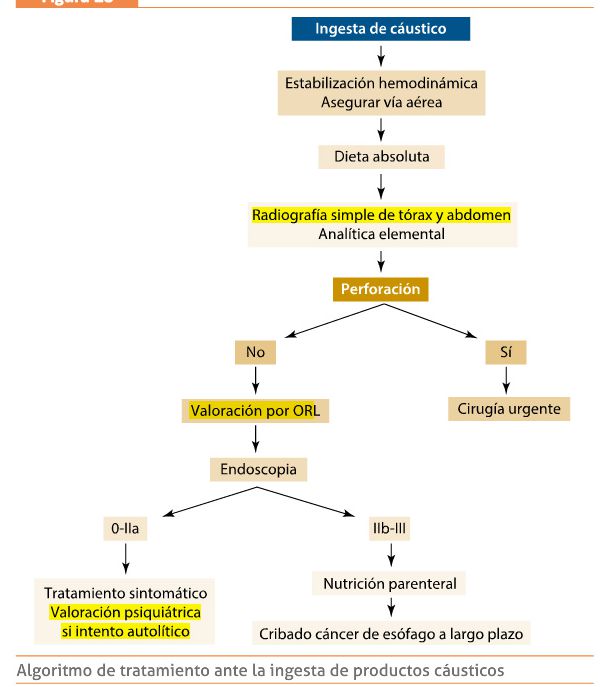 Ingesta de cáustico
Estabilización hemodinámica
Asegurar vía aérea
Dieta absoluta
Radiografía simple de tórax y abdomen
Analítica elemental
Perforación
No
Sí
Valoración por ORL
Cirugía urgente
Endoscopia
0-IIa
IIb-III
Tratamiento sintomático
Valoración psiquiátrica
si intento autolítico
Nutrición parenteral
Cribado cáncer de esófago a largo plazo
Algoritmo de tratamiento ante la ingesta de productos cáusticos